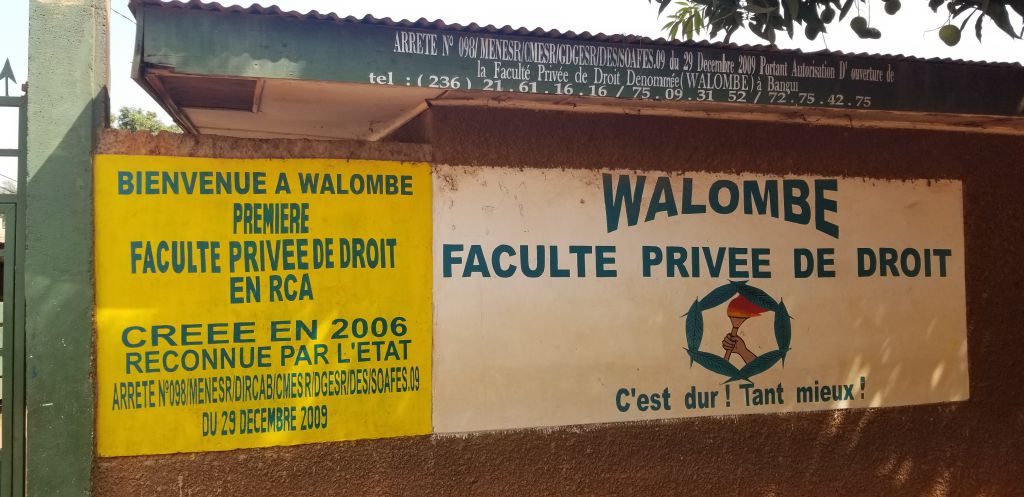 ARRETE N° 098/MENESR/CMESR/GDGESR/DES/SOAFES.09 du 29 Decembre 2009 Portant Autorisation D' ouverture de
la Faculté Privée de Droit Denommée (WALOMBE) à Bangui
tel : ( 236 ) 21 . 61 . 16 . 16 / 75 . 09 . 31 52 / 72 . 75 . 42 . 75
BIENVENUE A WALOMBE
PREMIERE
FACULTE PRIVEE DE DROIT
EN RCA
CREEE EN 2006
RECONNUE PAR L'ETAT
ARRETE N°098/MENESR/DIRCAB/CMESR/DGESR/DES/SOAFES.09
DU 29 DECEMBRE 2009
WALOMBE
FACULTE PRIVEE DE DROIT
C'est dur ! Tant mieux !